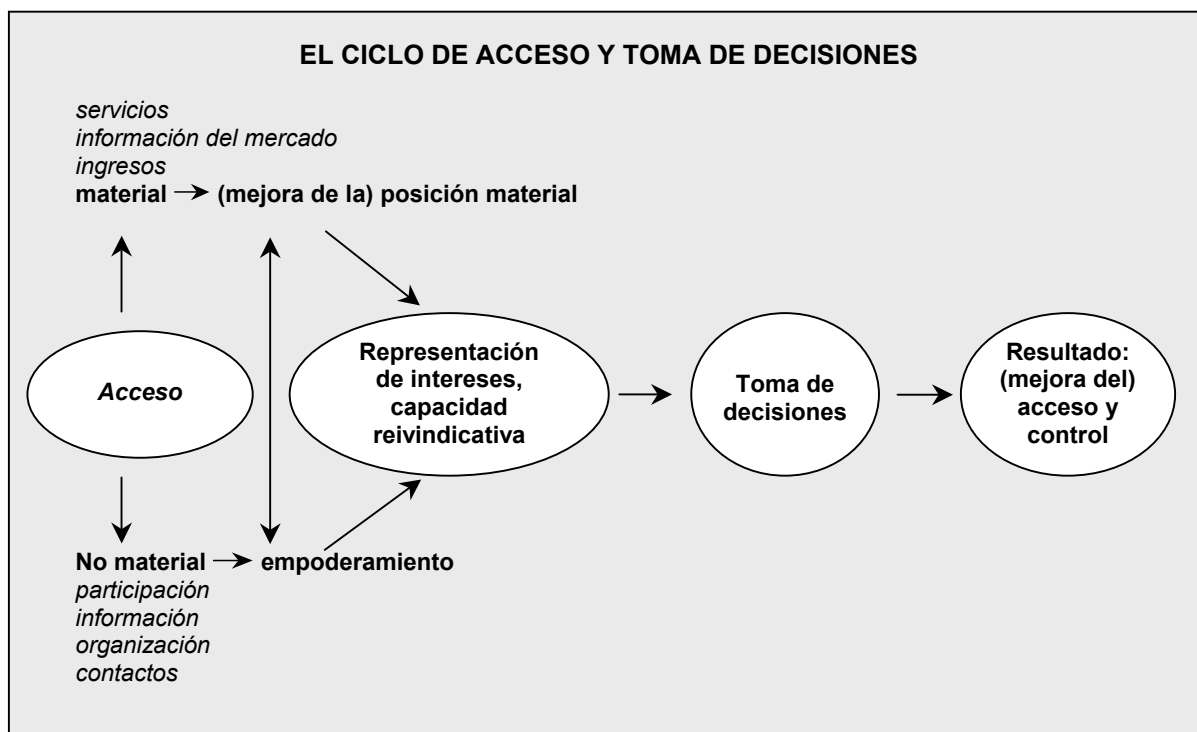 EL CICLO DE ACCESO Y TOMA DE DECISIONES
servicios
información del mercado
ingresos
material (mejora de la) posición material
Acceso
Representación
de intereses,
capacidad
reivindicativa
Toma de
decisiones
Resultado:
(mejora del)
acceso y
control
No material empoderamiento
participación
información
organización
contactos